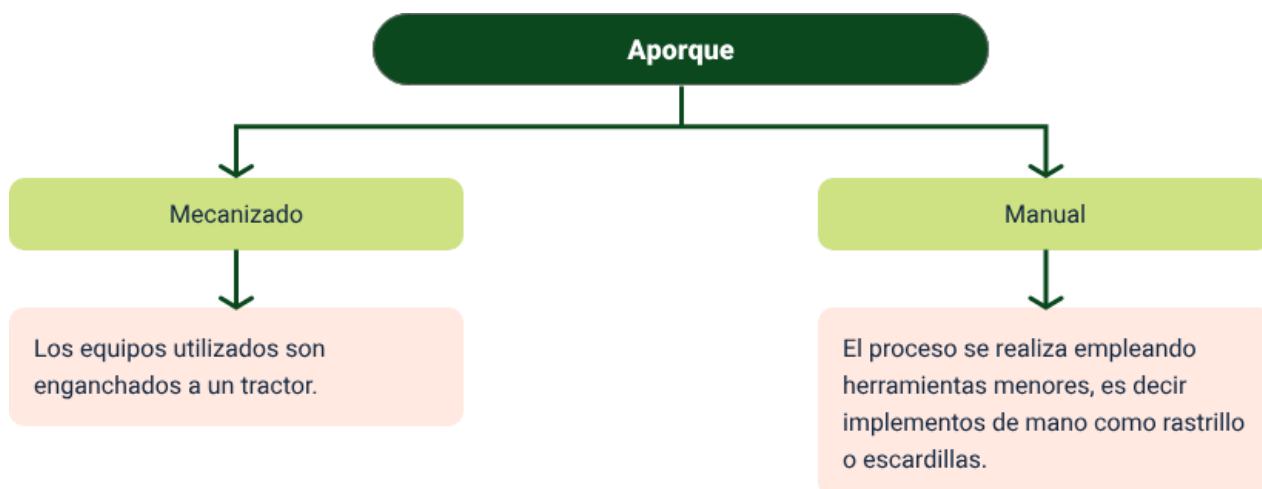 Aporque
Mecanizado
Manual
Los equipos utilizados son
enganchados a un tractor.
El proceso se realiza empleando
herramientas menores, es decir
implementos de mano como rastrillo
o escardillas.